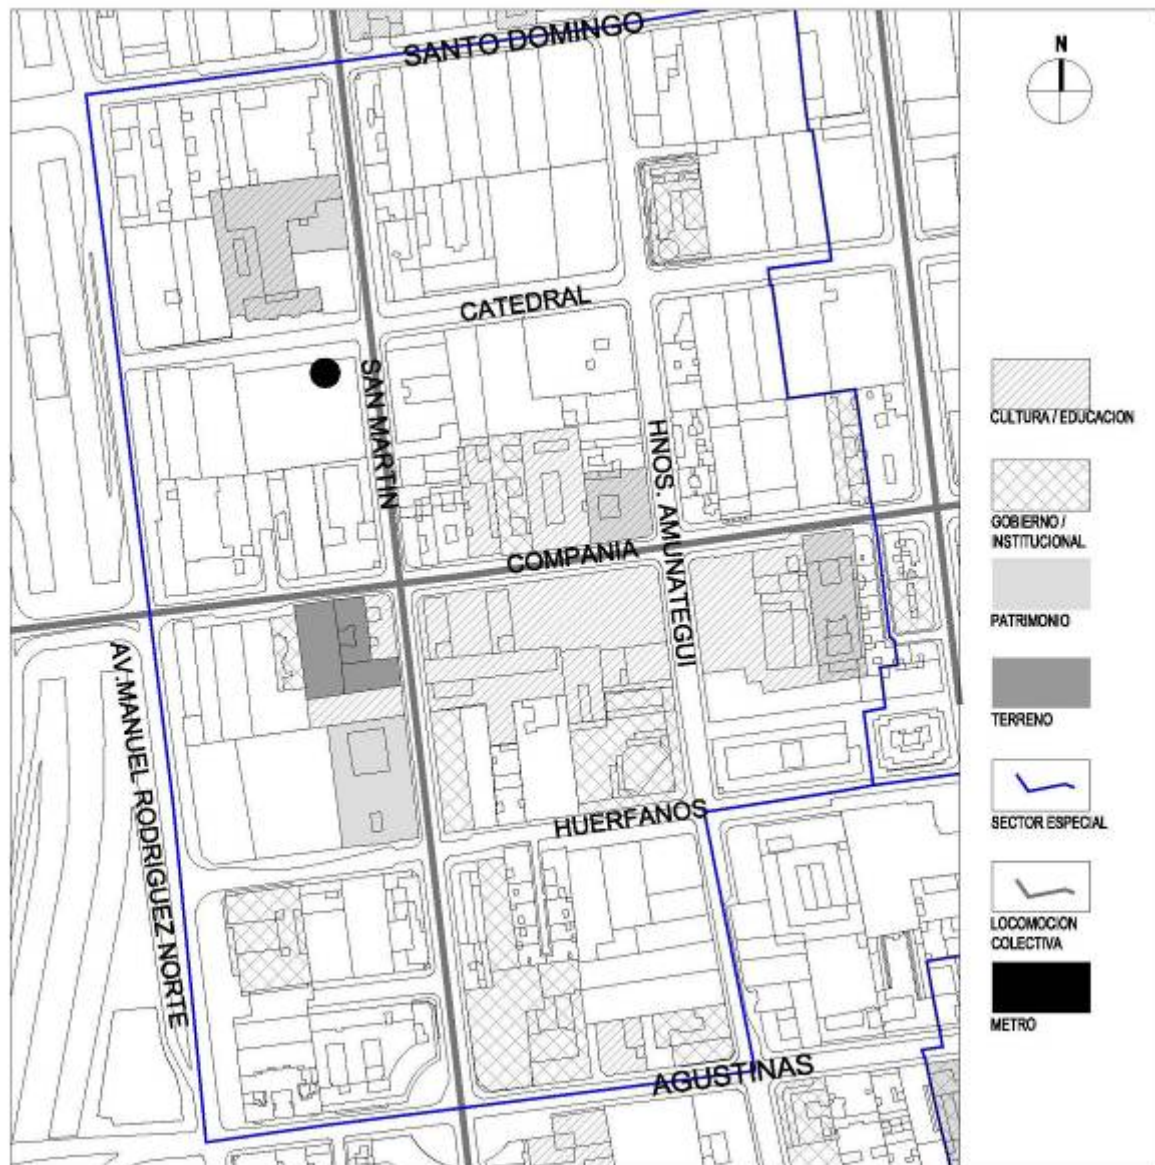 SANTO DOMINGO
N
CATEDRAL
SAN MARTIN
CULTURA / EDUCACION
HNOS. AMUNATEGUI
GOBIERNO /
INSTITUCIONAL
COMPANIA
PATRIMONIO
AV.MANUEL RODRIGUEZ NORTE
TERRENO
HUERFANOS
SECTOR ESPECIAL
LOCOMOCION
COLECTIVA
METRO
AGUSTINAS